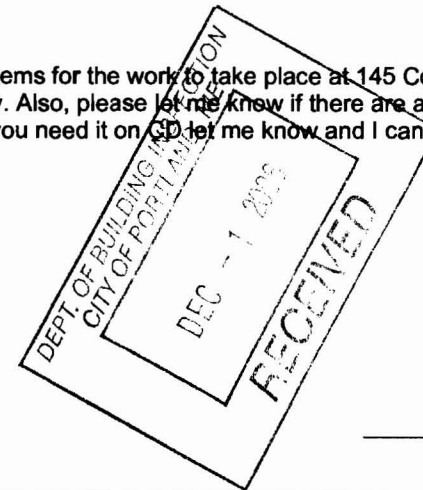 ems for the work to take place at 145 Co
. Also, please let me know if there are a
you need it on CD let me know and I can
DEPT. OF BUILDING INSPECTION
CITY OF PORTLAND, ME
DEC - 1
RECEIVED